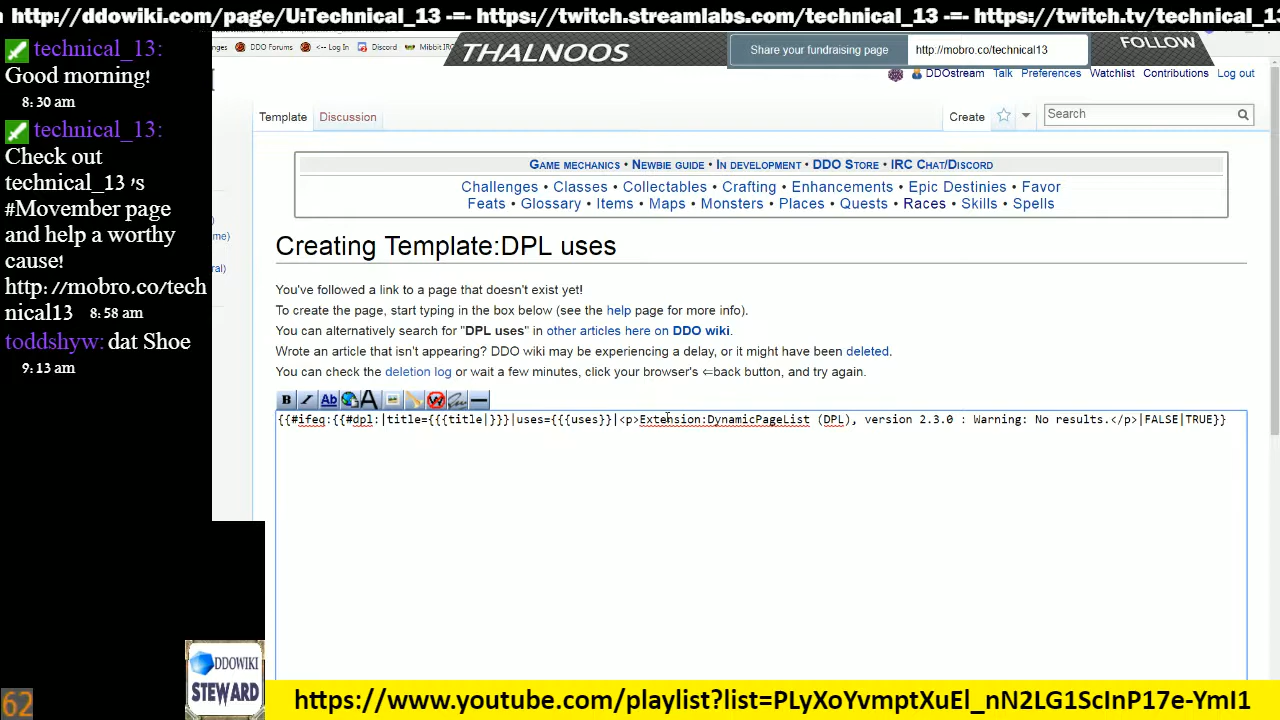 http://ddowiki.com/page/U:Technical_13 -=- https://twitch.streamlabs.com/technical_13 -=- https://twitch.tv/technical_13
technical_13:
Good morning!
8:30 am
technical_13:
Check out
technical_13 's
#Movember page
and help a worthy
cause!
http://mobro.co/tech
nical13 8:58 am
toddshyw: dat Shoe
9:13 am
DDO Forums <-- Log In Discord Mibbit IRC
THALNOOS
Share your fundraising page http://mobro.co/technical13
FOLLOW
DDOstream Talk Preferences Watchlist Contributions Log out
Template Discussion Create Search
Game mechanics • Newbie guide • In development • DDO Store • IRC Chat/Discord
Challenges • Classes • Collectables • Crafting • Enhancements • Epic Destinies • Favor
Feats • Glossary • Items • Maps • Monsters • Places • Quests • Races • Skills • Spells
Creating Template:DPL uses
You've followed a link to a page that doesn't exist yet!
To create the page, start typing in the box below (see the help page for more info).
You can alternatively search for "DPL uses" in other articles here on DDO wiki.
Wrote an article that isn't appearing? DDO wiki may be experiencing a delay, or it might have been deleted.
You can check the deletion log or wait a few minutes, click your browser's ⇐back button, and try again.
B I Ab A W
{{#ifeq:{{#dpl:|title={{{title|}}}|uses={{{uses}}|<p>Extension:DynamicPageList (DPL), version 2.3.0 : Warning: No results.</p>|FALSE|TRUE}}
DDOWIKI
STEWARD
62
https://www.youtube.com/playlist?list=PLyXoYvmptXuEl_nN2LG1ScInP17e-YmI1